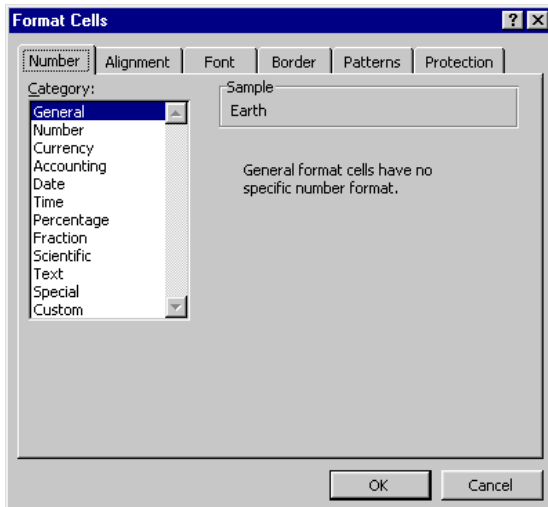 Format Cells
Number Alignment Font Border Patterns Protection
Category:
General
Number
Currency
Accounting
Date
Time
Percentage
Fraction
Scientific
Text
Special
Custom
Sample
Earth
General format cells have no
specific number format.
OK Cancel